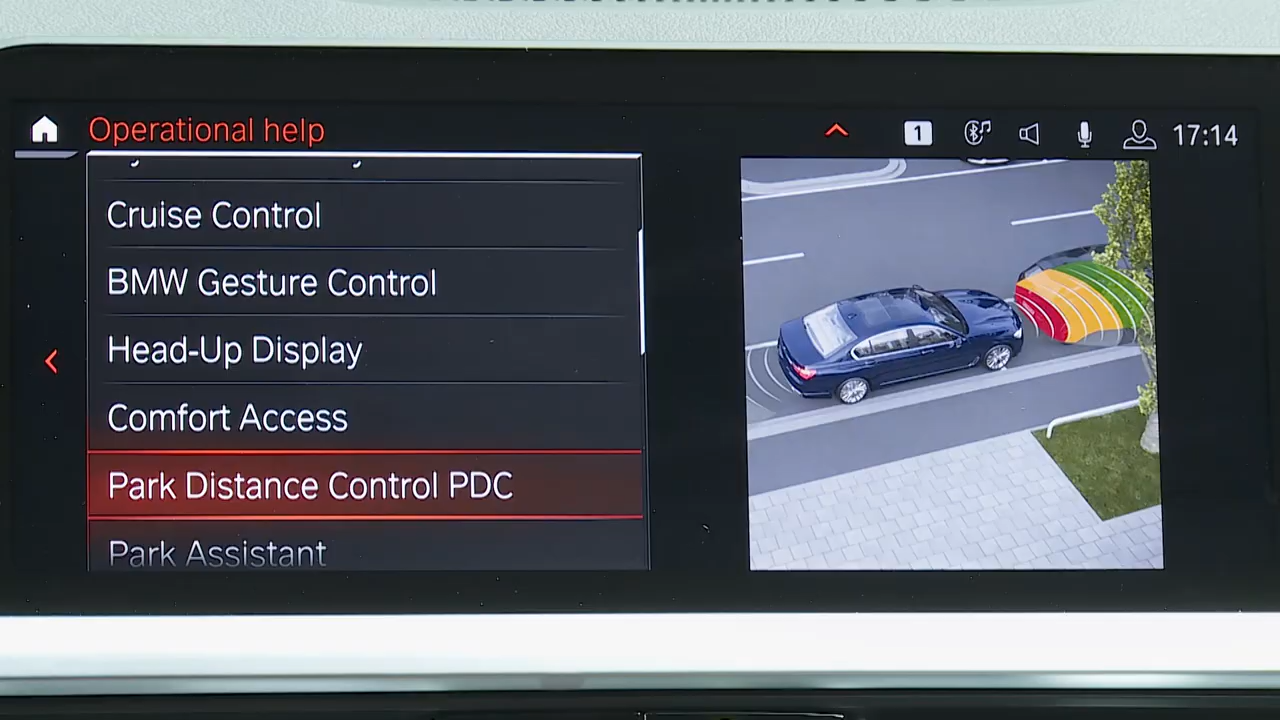 Operational help
1
17:14
Cruise Control
BMW Gesture Control
Head-Up Display
Comfort Access
Park Distance Control PDC
Park Assistant